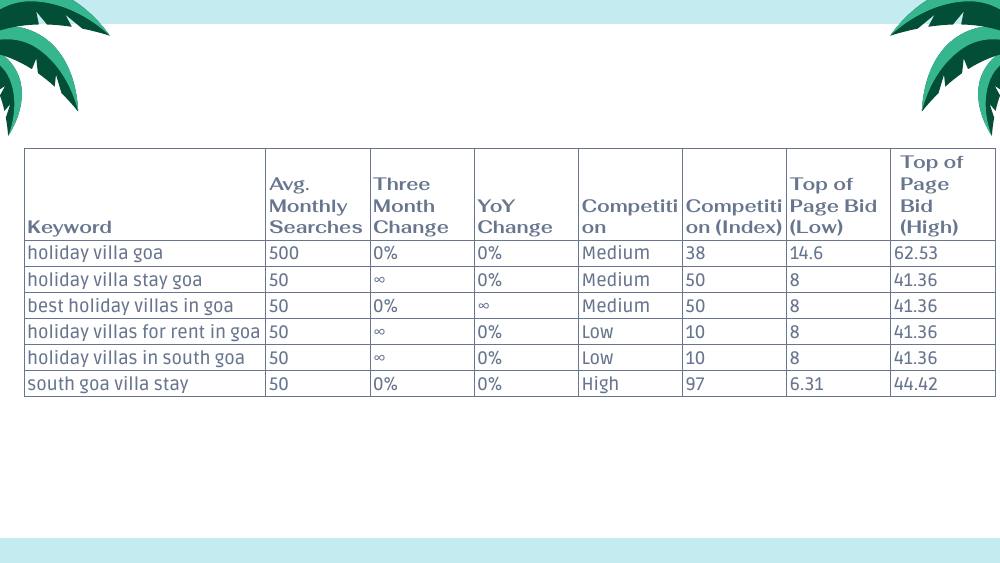 Keyword Avg. Monthly Searches Three Month Change YoY Change Competiti on Competiti on (Index) Top of Page Bid (Low) Top of Page Bid (High)
holiday villa goa 500 0% 0% Medium 38 14.6 62.53
holiday villa stay goa 50 ∞ 0% Medium 50 8 41.36
best holiday villas in goa 50 0% ∞ Medium 50 8 41.36
holiday villas for rent in goa 50 ∞ 0% Low 10 8 41.36
holiday villas in south goa 50 ∞ 0% Low 10 8 41.36
south goa villa stay 50 0% 0% High 97 6.31 44.42